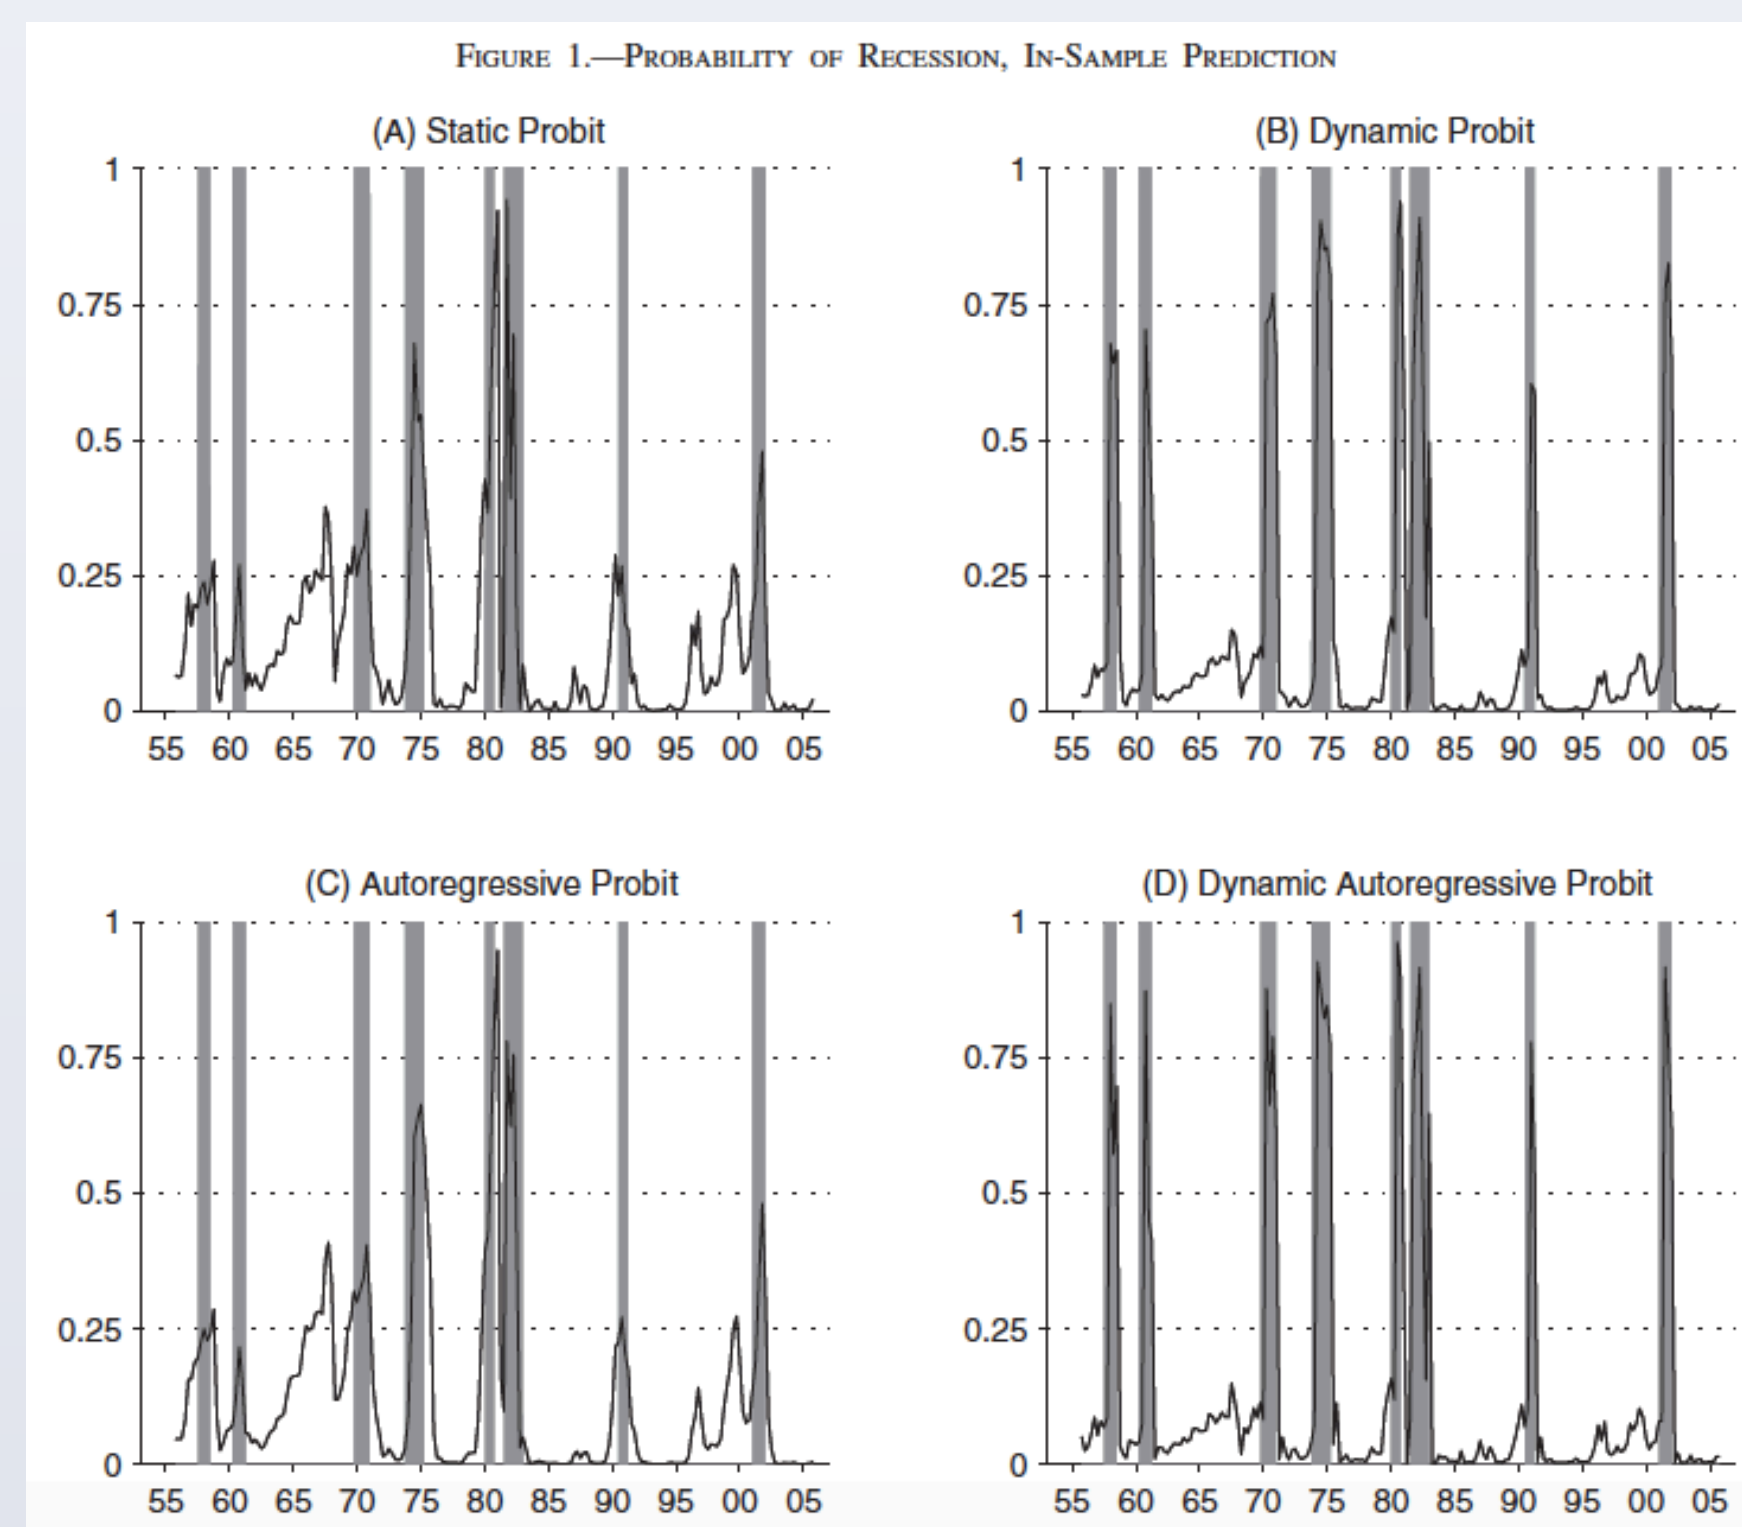 FIGURE 1.—PROBABILITY OF RECESSION, IN-SAMPLE PREDICTION
(A) Static Probit
1
0.75
0.5
0.25
0
55 60 65 70 75 80 85 90 95 00 05
(B) Dynamic Probit
1
0.75
0.5
0.25
0
55 60 65 70 75 80 85 90 95 00 05
(C) Autoregressive Probit
1
0.75
0.5
0.25
0
55 60 65 70 75 80 85 90 95 00 05
(D) Dynamic Autoregressive Probit
1
0.75
0.5
0.25
0
55 60 65 70 75 80 85 90 95 00 05